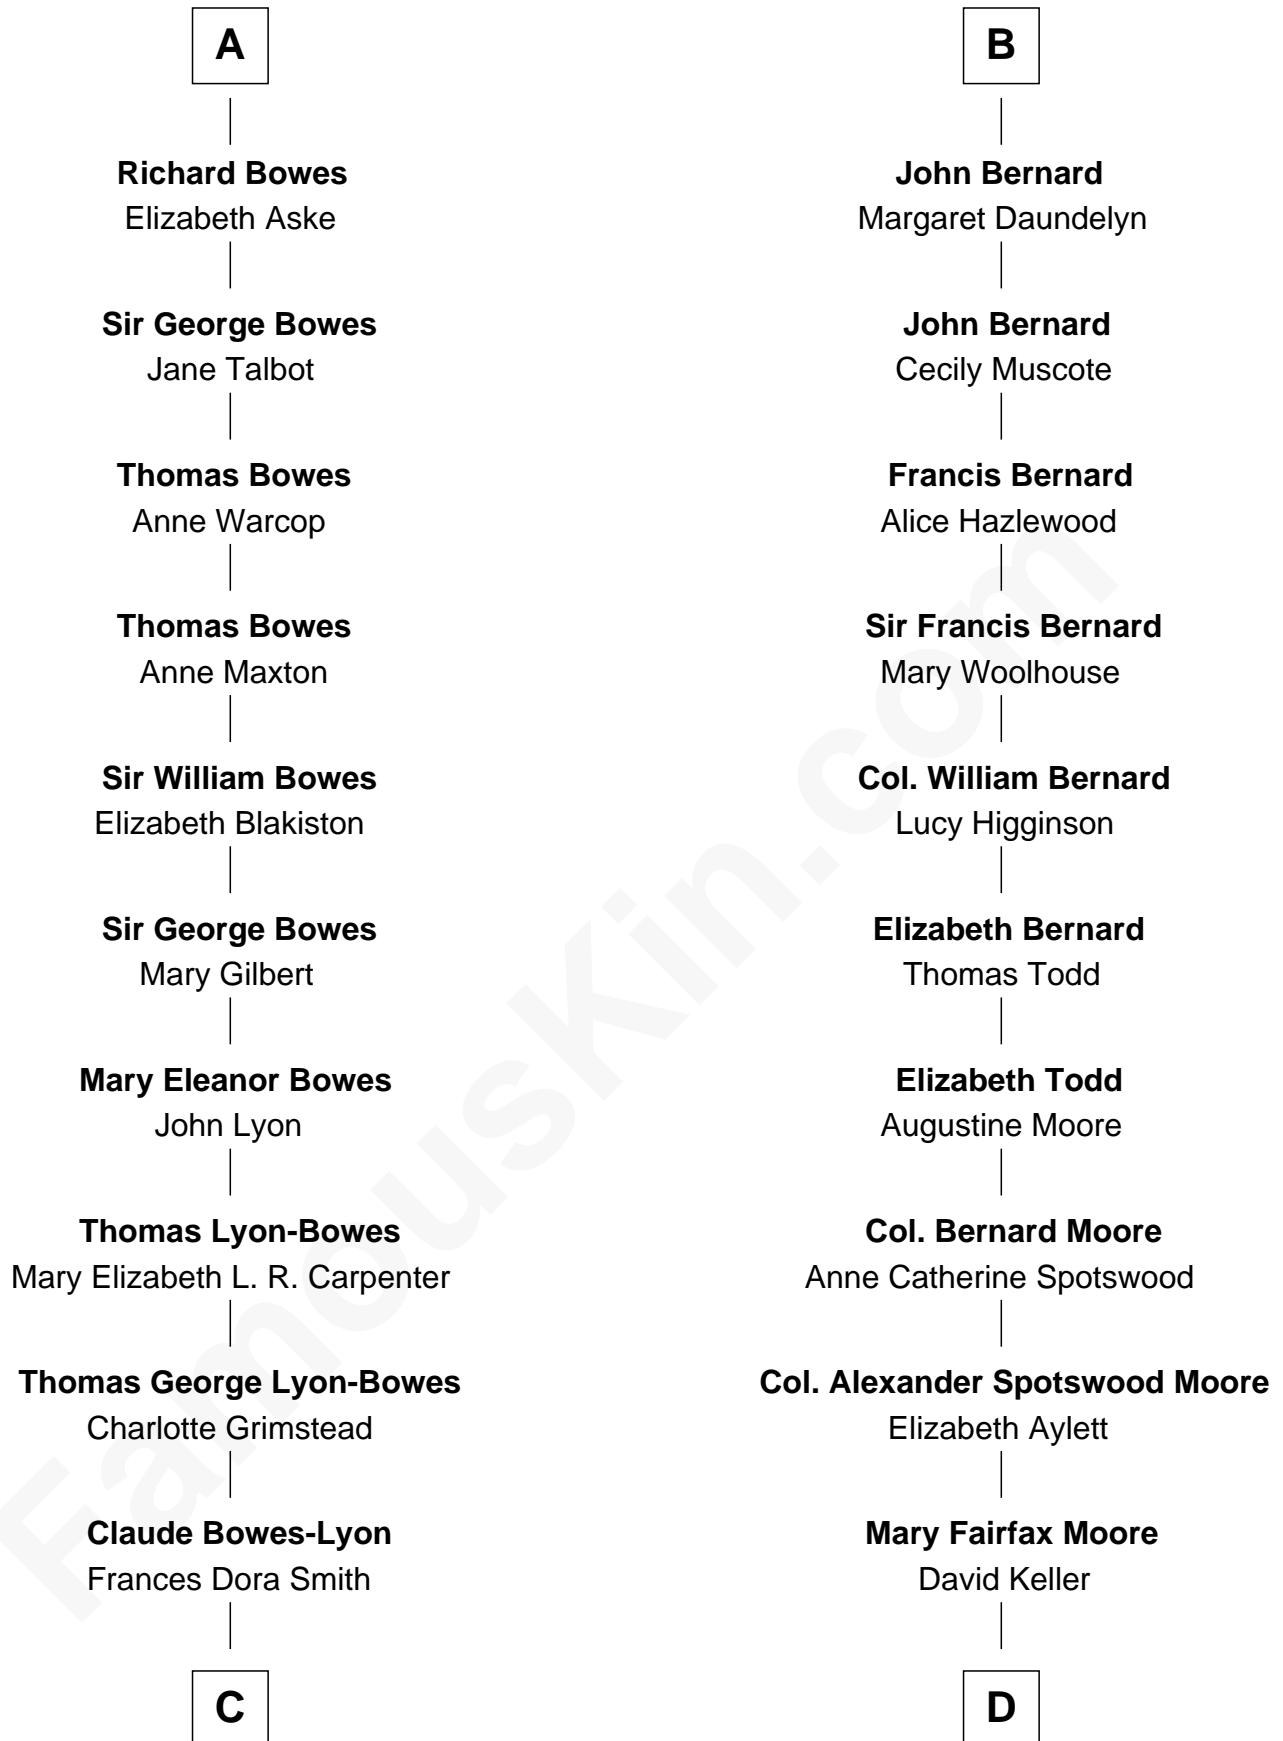 A
Richard Bowes
Elizabeth Aske
Sir George Bowes
Jane Talbot
Thomas Bowes
Anne Warcop
Thomas Bowes
Anne Maxton
Sir William Bowes
Elizabeth Blakiston
Sir George Bowes
Mary Gilbert
Mary Eleanor Bowes
John Lyon
Thomas Lyon-Bowes
Mary Elizabeth L. R. Carpenter
Thomas George Lyon-Bowes
Charlotte Grimstead
Claude Bowes-Lyon
Frances Dora Smith
C
B
John Bernard
Margaret Daundelyn
John Bernard
Cecily Muscote
Francis Bernard
Alice Hazlewood
Sir Francis Bernard
Mary Woolhouse
Col. William Bernard
Lucy Higginson
Elizabeth Bernard
Thomas Todd
Elizabeth Todd
Augustine Moore
Col. Bernard Moore
Anne Catherine Spotswood
Col. Alexander Spotswood Moore
Elizabeth Aylett
Mary Fairfax Moore
David Keller
D
FamousKin.com